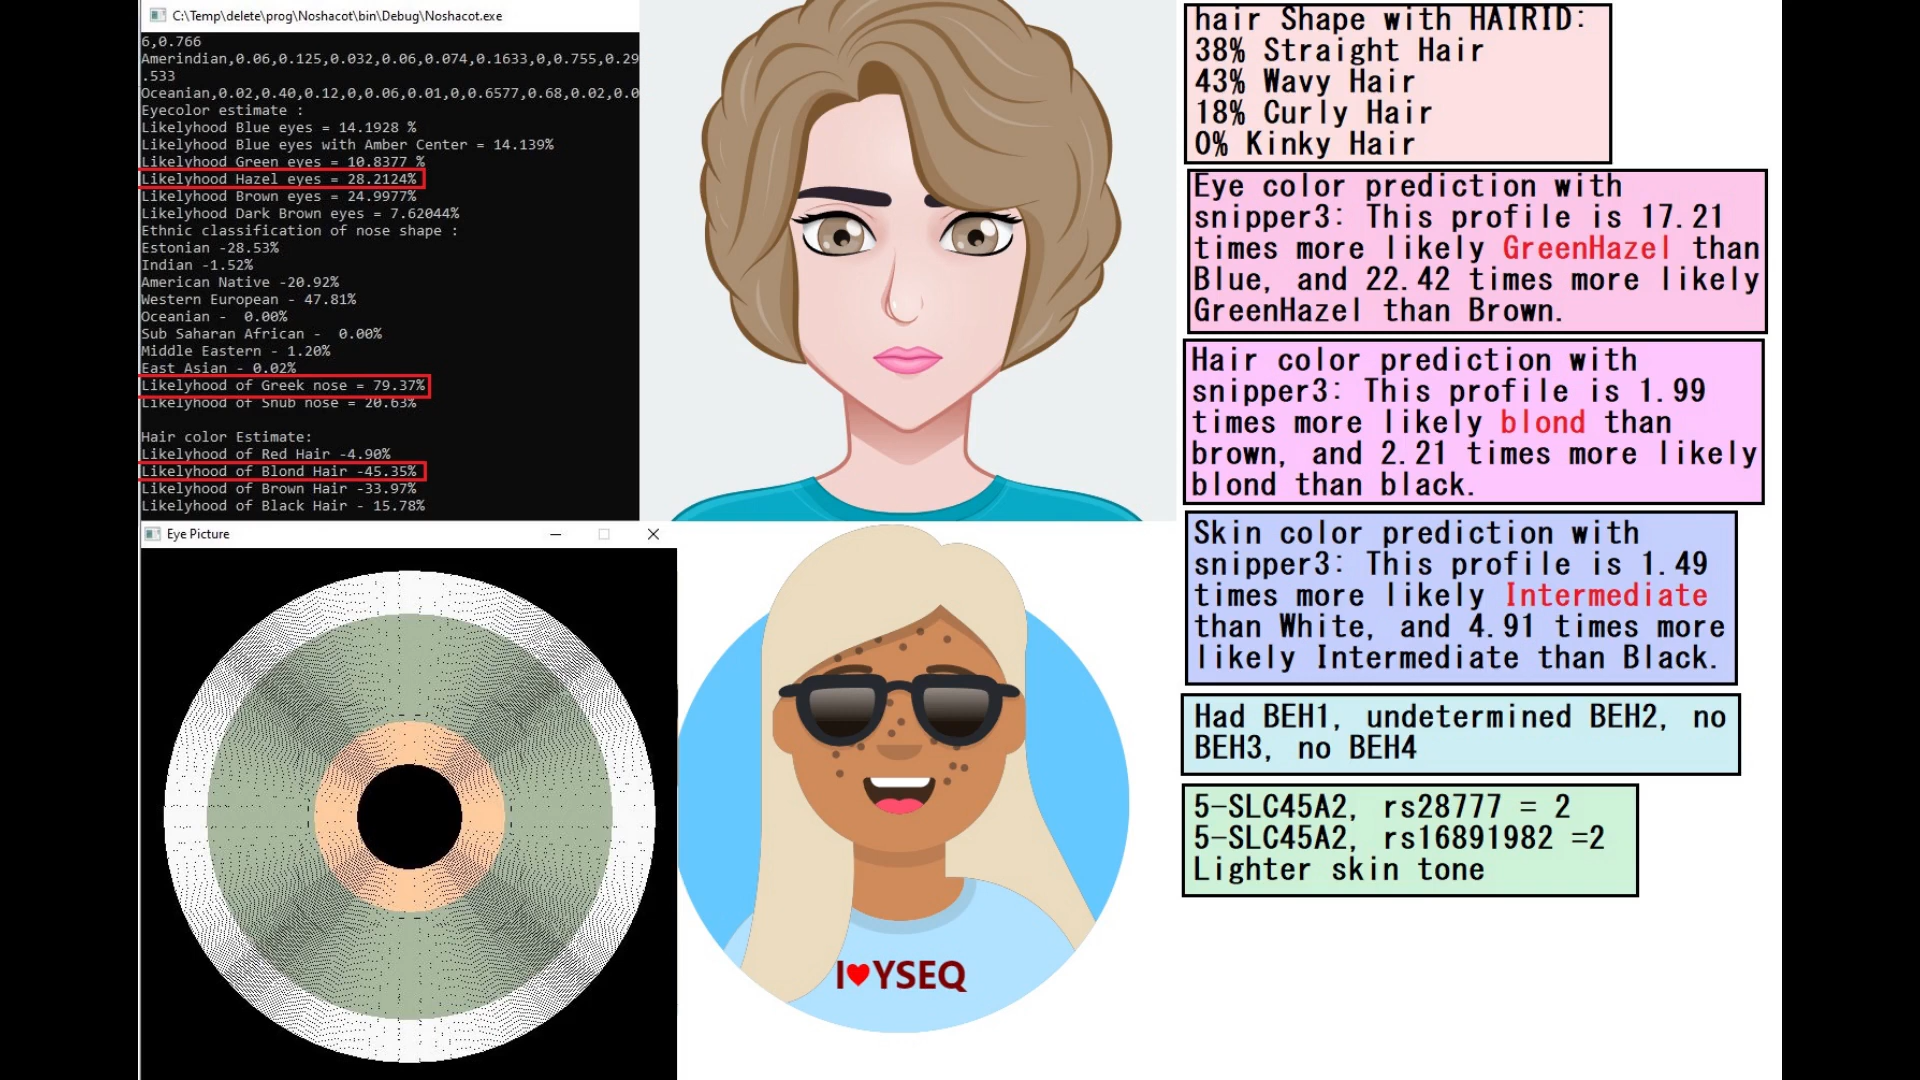 C:\Temp\delete\prog\Noshacot\bin\Debug\Noshacot.exe
6,0.766
Amerindian,0.06,0.125,0.032,0.06,0.074,0.1633,0,0.755,0.29
.533
Oceanian,0.02,0.40,0.12,0,0.06,0.01,0,0.6577,0.68,0.02,0.0
Eyecolor estimate :
Likelyhood Blue eyes = 14.1928 %
Likelyhood Blue eyes with Amber Center = 14.139%
Likelyhood Green eyes = 10.8377 %
Likelyhood Hazel eyes = 28.2124%
Likelyhood Brown eyes = 24.9977%
Likelyhood Dark Brown eyes = 7.62044%
Ethnic classification of nose shape :
Estonian -28.53%
Indian -1.52%
American Native -20.92%
Western European - 47.81%
Oceanian -  0.00%
Sub Saharan African -  0.00%
Middle Eastern - 1.20%
East Asian - 0.02%
Likelyhood of Greek nose = 79.37%
Likelyhood of Snub nose = 20.63%
Hair color Estimate:
Likelyhood of Red Hair -4.90%
Likelyhood of Blond Hair -45.35%
Likelyhood of Brown Hair -33.97%
Likelyhood of Black Hair - 15.78%
Eye Picture
I♥YSEQ
hair Shape with HAIRID:
38% Straight Hair
43% Wavy Hair
18% Curly Hair
0% Kinky Hair
Eye color prediction with
snipper3: This profile is 17.21
times more likely GreenHazel than
Blue, and 22.42 times more likely
GreenHazel than Brown.
Hair color prediction with
snipper3: This profile is 1.99
times more likely blond than
brown, and 2.21 times more likely
blond than black.
Skin color prediction with
snipper3: This profile is 1.49
times more likely Intermediate
than White, and 4.91 times more
likely Intermediate than Black.
Had BEH1, undetermined BEH2, no
BEH3, no BEH4
5-SLC45A2, rs28777 = 2
5-SLC45A2, rs16891982 =2
Lighter skin tone